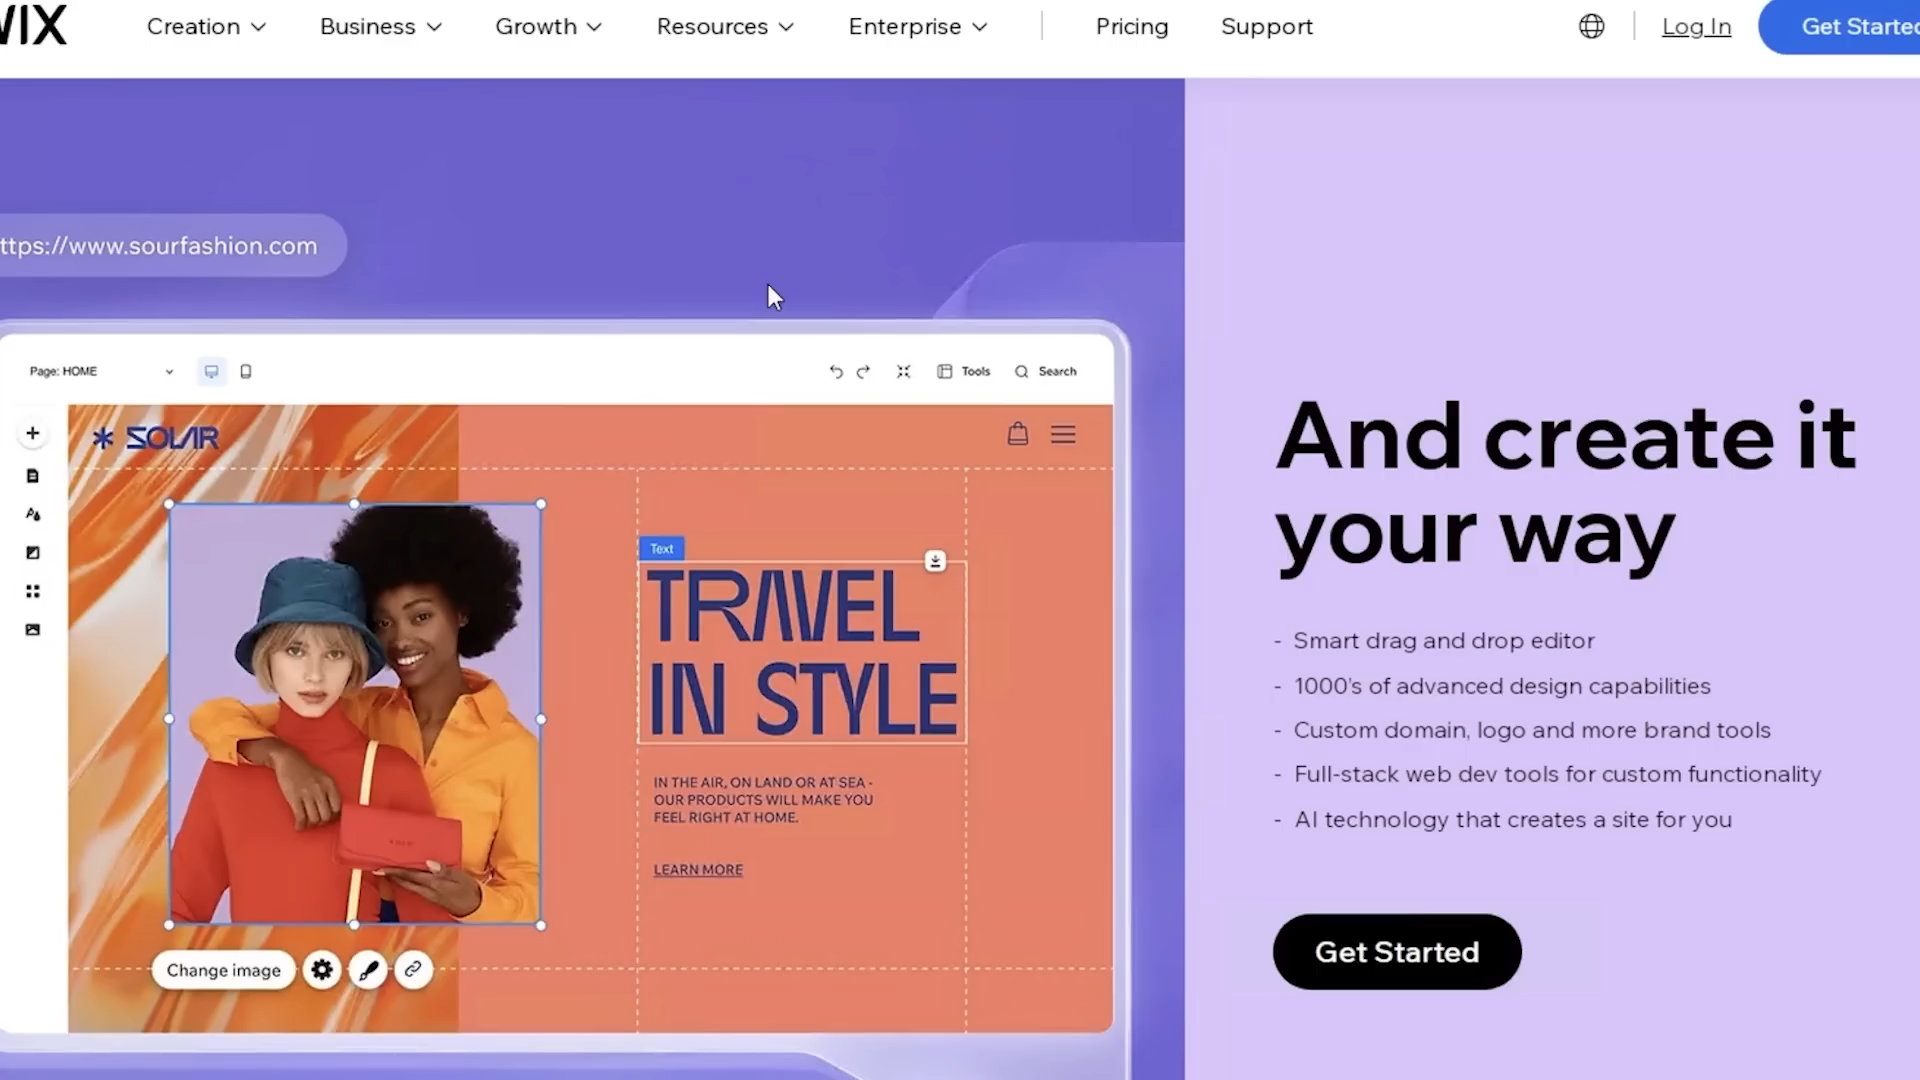 WIX
Creation
Business
Growth
Resources
Enterprise
Pricing
Support
Log In
Get Started
ttps://www.sourfashion.com
Page: HOME
Tools
Search
SOLAR
Text
TRAVEL
IN STYLE
IN THE AIR, ON LAND OR AT SEA -
OUR PRODUCTS WILL MAKE YOU
FEEL RIGHT AT HOME.
LEARN MORE
Change image
And create it
your way
- Smart drag and drop editor
- 1000's of advanced design capabilities
- Custom domain, logo and more brand tools
- Full-stack web dev tools for custom functionality
- AI technology that creates a site for you
Get Started